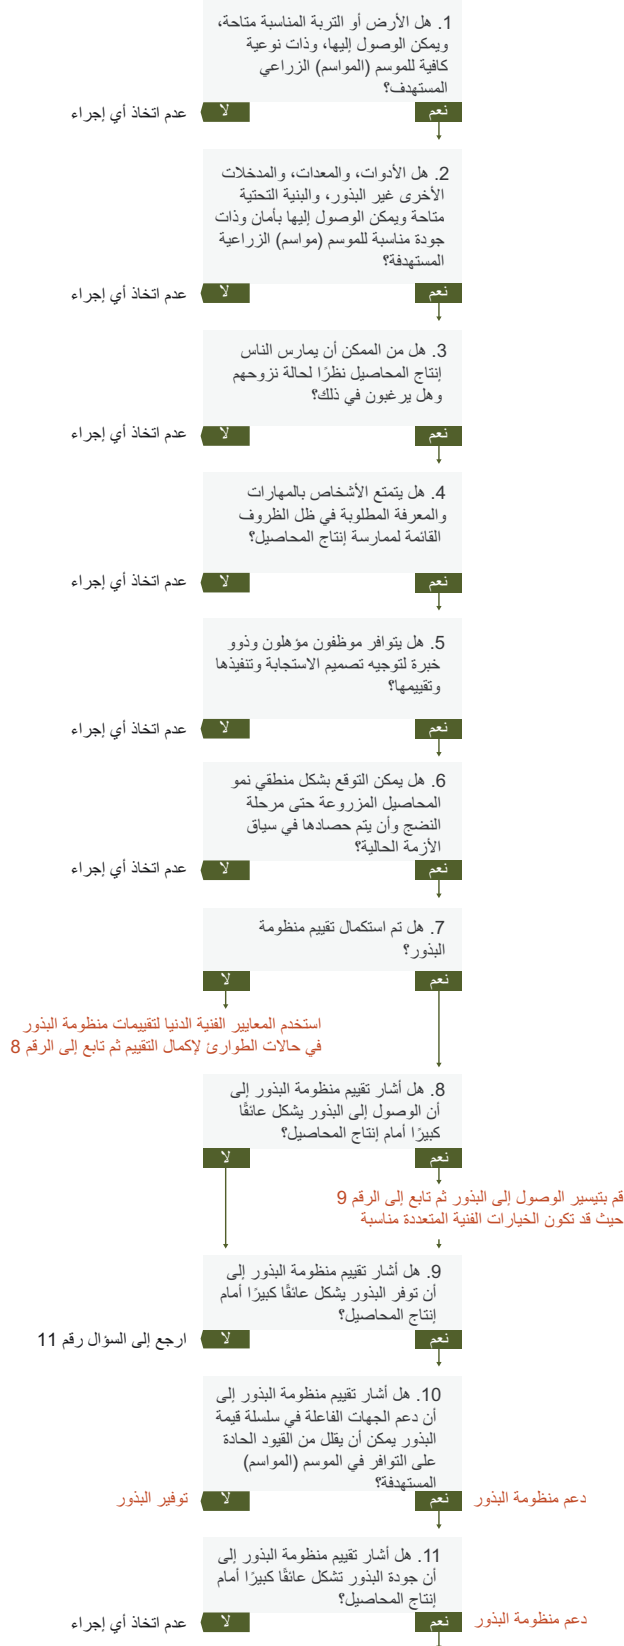 1. هل الأرض أو التربة المناسبة متاحة،
ويمكن الوصول إليها، وذات نوعية
كافية للموسم (المواسم) الزراعي
المستهدف؟
نعم
لا
عدم اتخاذ أي إجراء
2. هل الأدوات، والمعدات، والمدخلات
الأخرى غير البذور، والبنية التحتية
متاحة ويمكن الوصول إليها بأمان وذات
جودة مناسبة للموسم (مواسم) الزراعية
المستهدفة؟
نعم
لا
عدم اتخاذ أي إجراء
3. هل من الممكن أن يمارس الناس
إنتاج المحاصيل نظرًا لحالة نزوحهم
وهل يرغبون في ذلك؟
نعم
لا
عدم اتخاذ أي إجراء
4. هل يتمتع الأشخاص بالمهارات
والمعرفة المطلوبة في ظل الظروف
القائمة لممارسة إنتاج المحاصيل؟
نعم
لا
عدم اتخاذ أي إجراء
5. هل يتوافر موظفون مؤهلون وذوو
خبرة لتوجيه تصميم الاستجابة وتنفيذها
وتقييمها؟
نعم
لا
عدم اتخاذ أي إجراء
6. هل يمكن التوقع بشكل منطقي نمو
المحاصيل المزروعة حتى مرحلة
النضج وأن يتم حصادها في سياق
الأزمة الحالية؟
نعم
لا
عدم اتخاذ أي إجراء
7. هل تم استكمال تقييم منظومة
البذور؟
نعم
لا
استخدم المعايير الفنية الدنيا لتقييمات منظومة البذور
في حالات الطوارئ لإكمال التقييم ثم تابع إلى الرقم 8
8. هل أشار تقييم منظومة البذور إلى
أن الوصول إلى البذور يشكل عائقًا
كبيرًا أمام إنتاج المحاصيل؟
نعم
لا
قم بتيسير الوصول إلى البذور ثم تابع إلى الرقم 9
حيث قد تكون الخيارات الفنية المتعددة مناسبة
9. هل أشار تقييم منظومة البذور إلى
أن توفر البذور يشكل عائقًا كبيرًا أمام
إنتاج المحاصيل؟
نعم
لا
ارجع إلى السؤال رقم 11
10. هل أشار تقييم منظومة البذور إلى
أن دعم الجهات الفاعلة في سلسلة قيمة
البذور يمكن أن يقلل من القيود الحادة
على التوافر في الموسم (المواسم)
المستهدفة؟
دعم منظومة البذور
نعم
لا
توفير البذور
11. هل أشار تقييم منظومة البذور إلى
أن جودة البذور تشكل عائقًا كبيرًا أمام
إنتاج المحاصيل؟
دعم منظومة البذور
نعم
لا
عدم اتخاذ أي إجراء